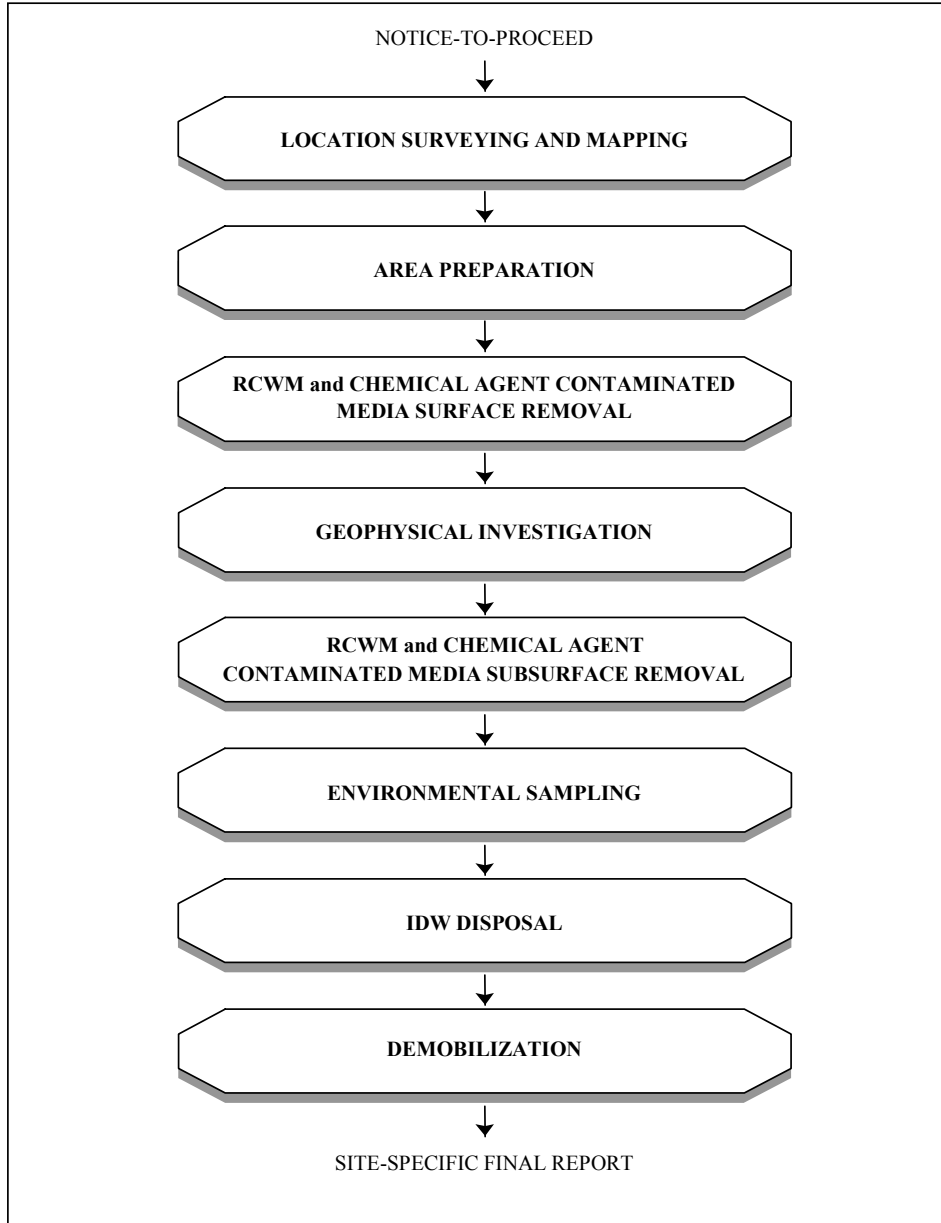 NOTICE-TO-PROCEED
LOCATION SURVEYING AND MAPPING
AREA PREPARATION
RCWM and CHEMICAL AGENT CONTAMINATED
MEDIA SURFACE REMOVAL
GEOPHYSICAL INVESTIGATION
RCWM and CHEMICAL AGENT
CONTAMINATED MEDIA SUBSURFACE REMOVAL
ENVIRONMENTAL SAMPLING
IDW DISPOSAL
DEMOBILIZATION
SITE-SPECIFIC FINAL REPORT